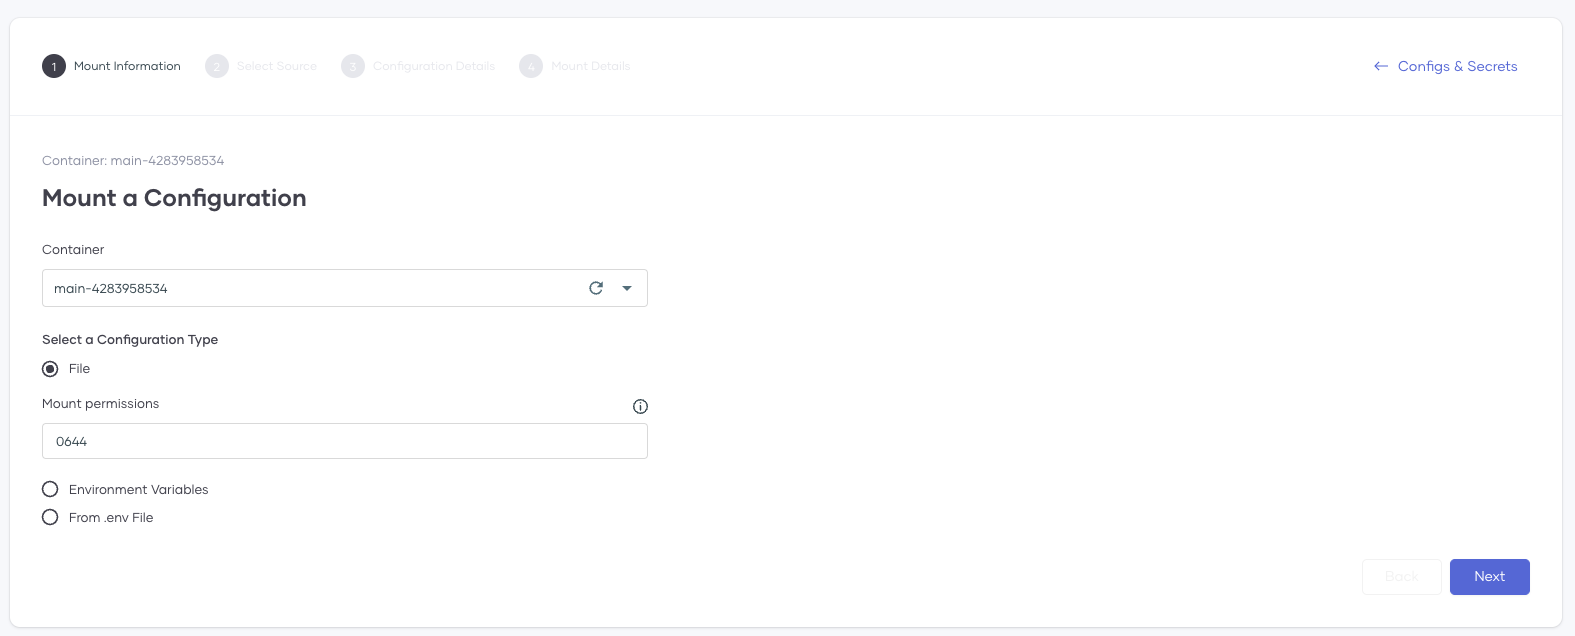 1 Mount Information 2 Select Source 3 Configuration Details 4 Mount Details
Configs & Secrets
Container: main-4283958534
Mount a Configuration
Container
main-4283958534
Select a Configuration Type
File
Mount permissions
0644
Environment Variables
From .env File
Back Next